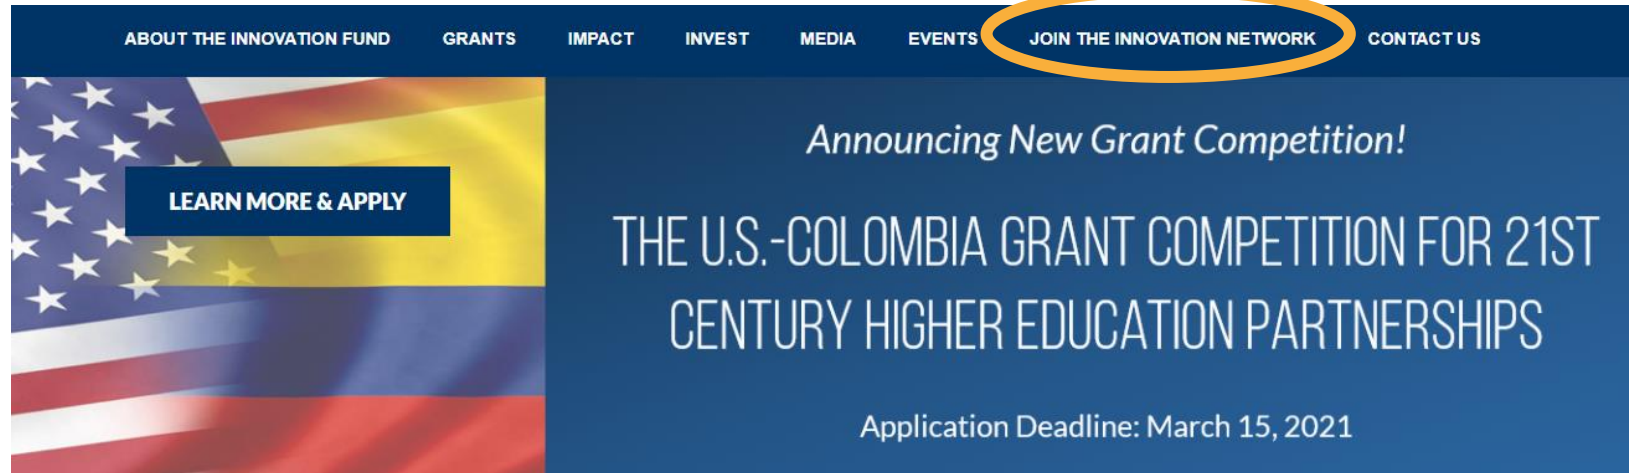 ABOUT THE INNOVATION FUND GRANTS IMPACT INVEST MEDIA EVENTS JOIN THE INNOVATION NETWORK CONTACT US
Announcing New Grant Competition!
LEARN MORE & APPLY
THE U.S.-COLOMBIA GRANT COMPETITION FOR 21ST
CENTURY HIGHER EDUCATION PARTNERSHIPS
Application Deadline: March 15, 2021